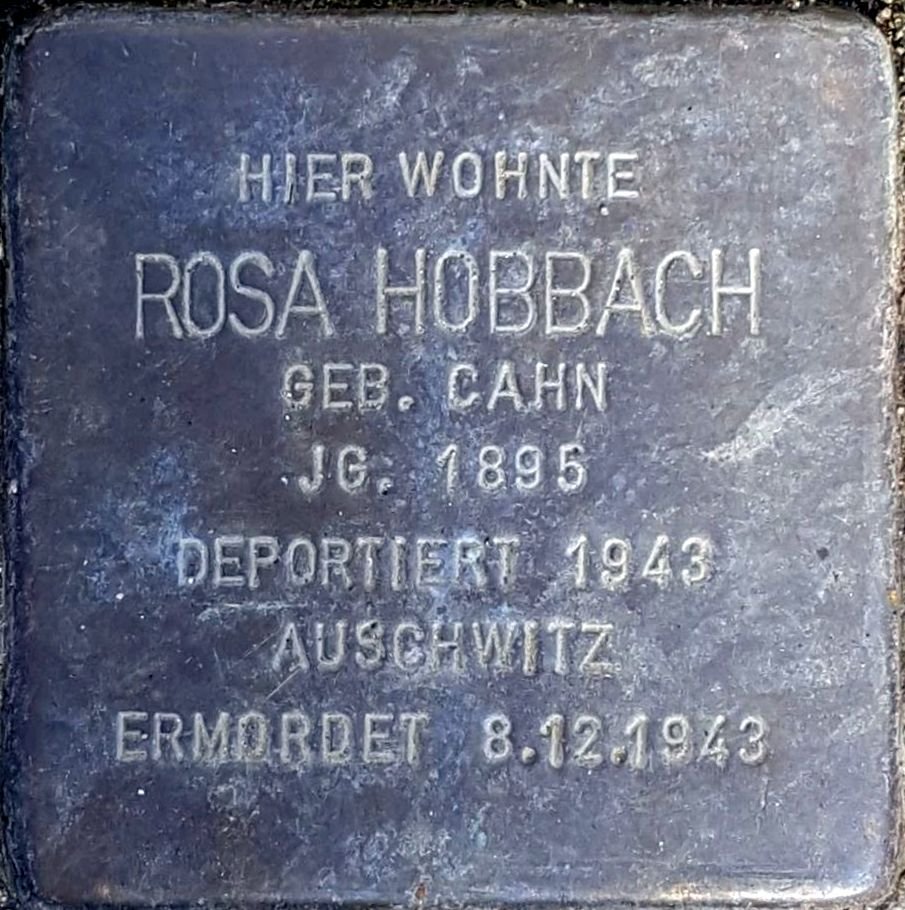 HIER WOHNTE
ROSA HOBBACH
GEB. CAHN
JG. 1895
DEPORTIERT 1943
AUSCHWITZ
ERMORDET 8.12.1943